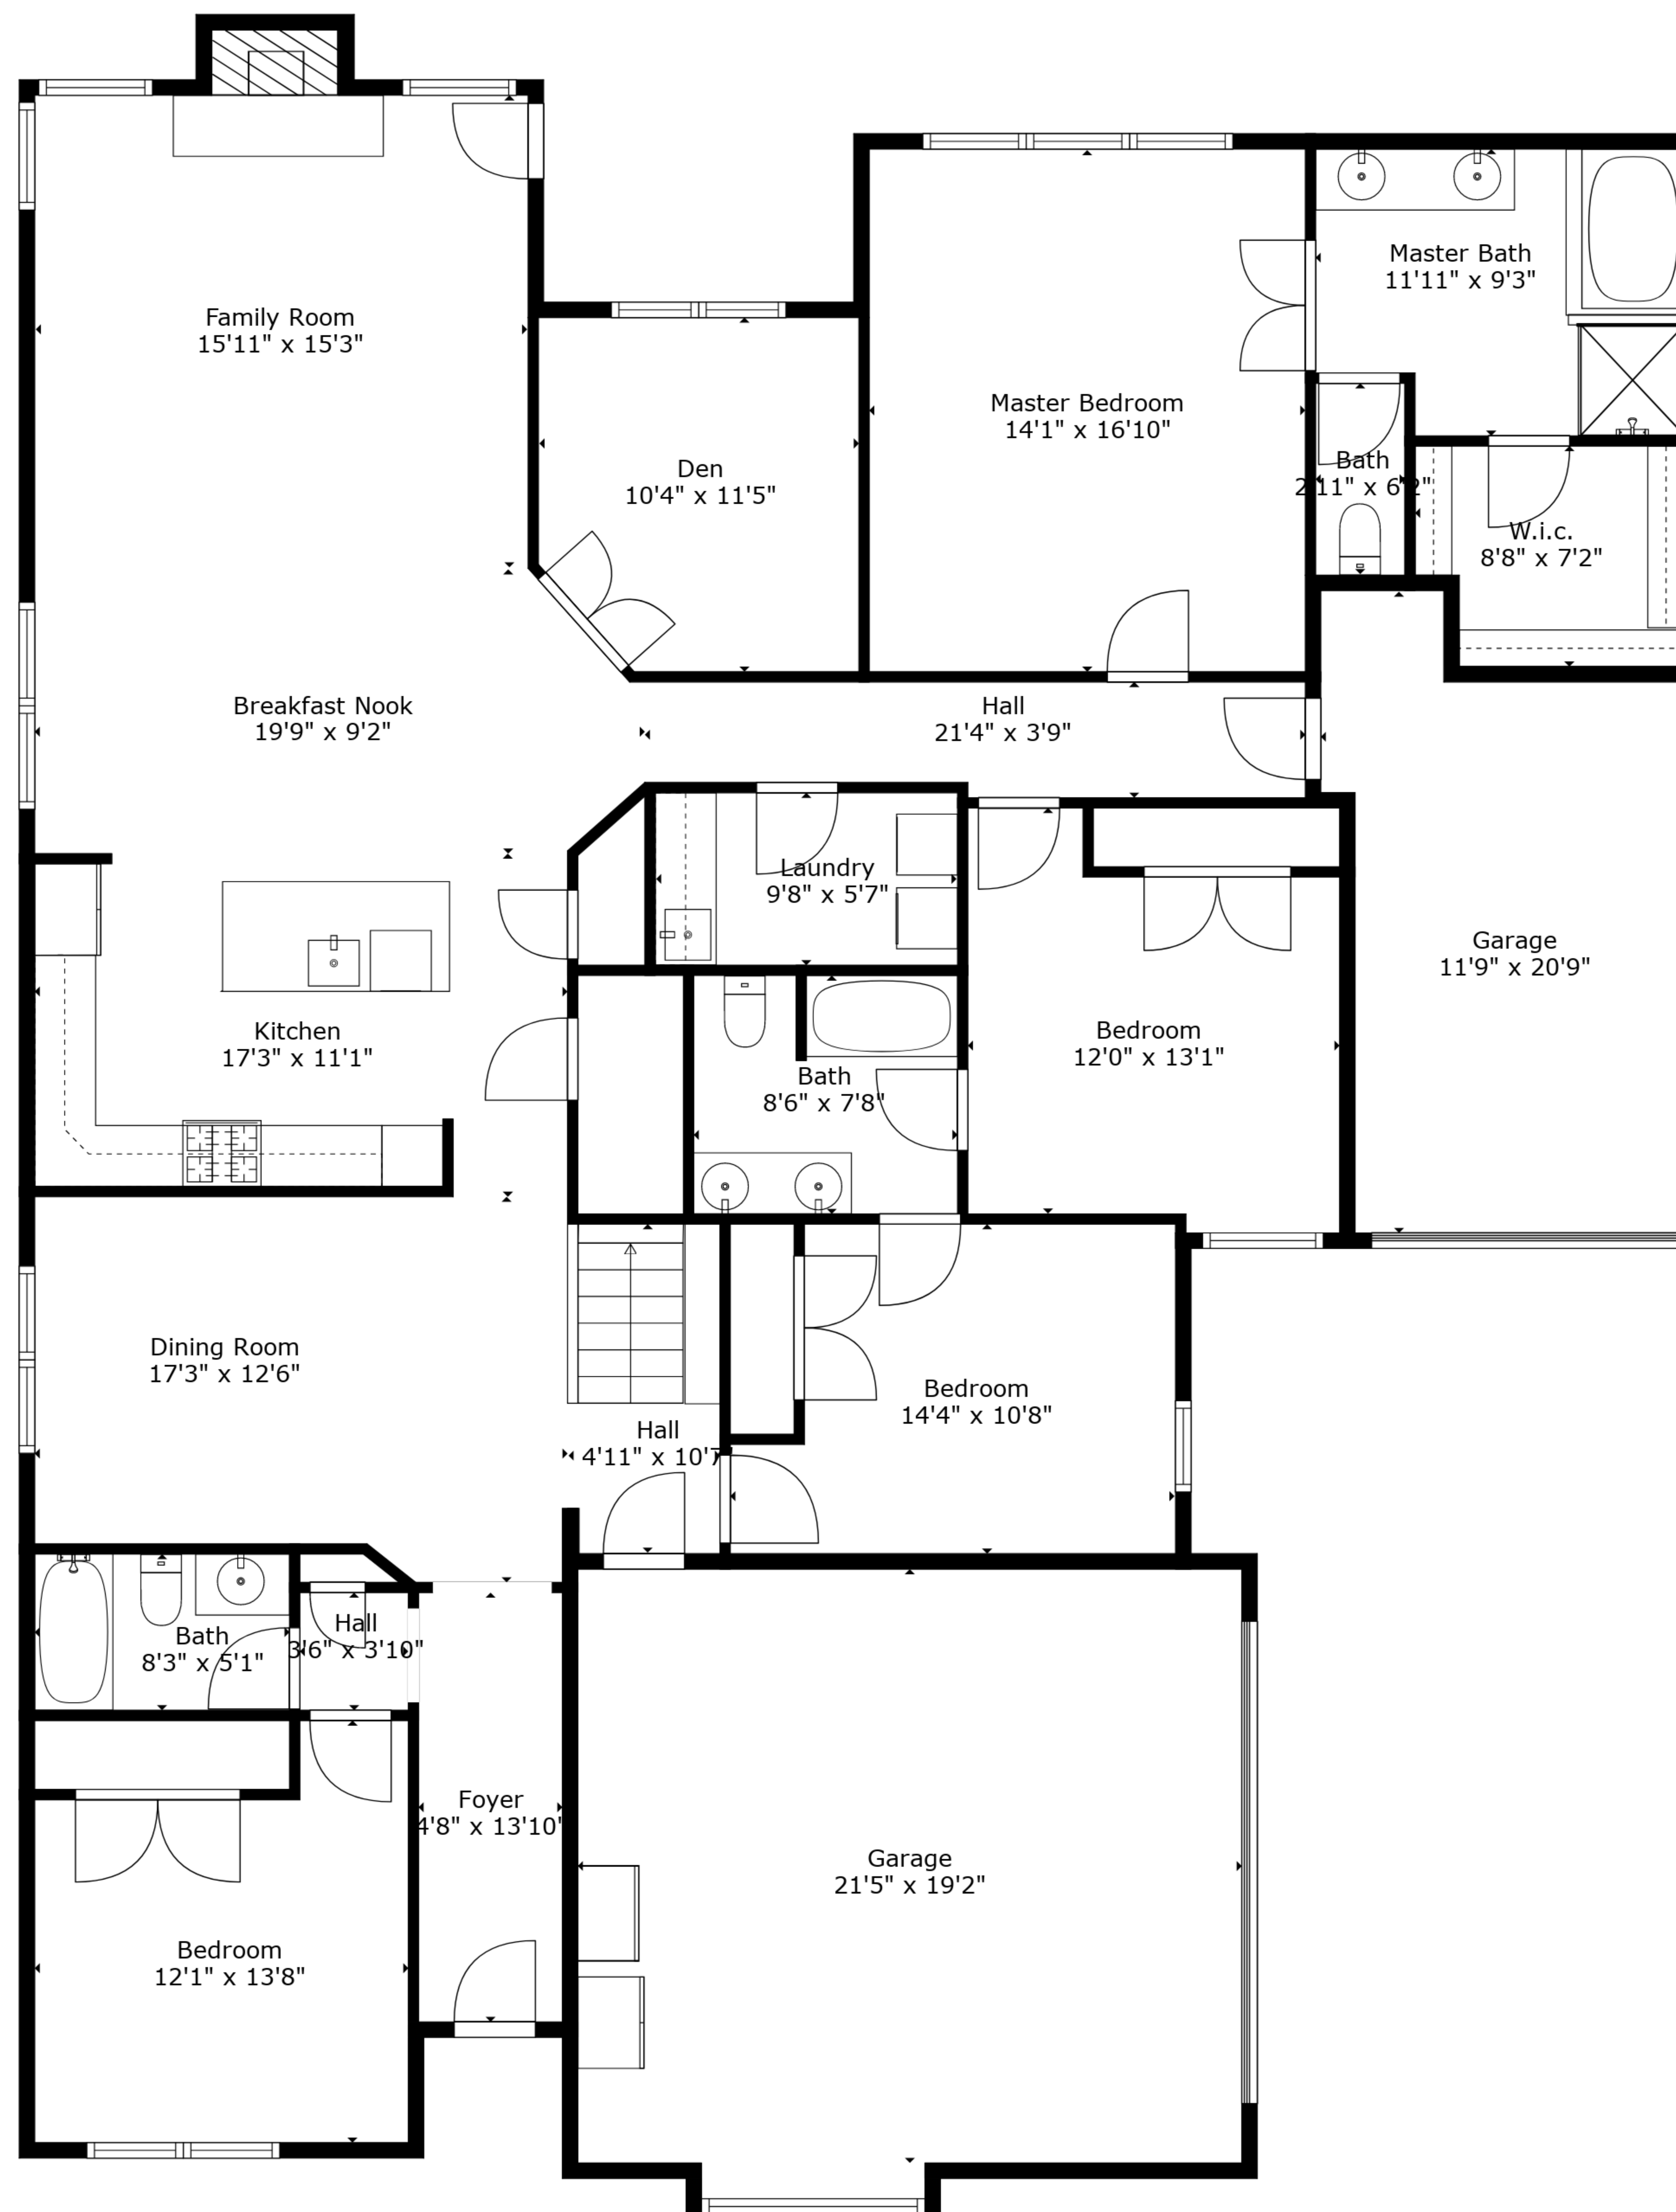 Master Bath
11'11" x 9'3"
Family Room
15'11" x 15'3"
Master Bedroom
14'1" x 16'10"
Bath
2'11" x 6'2"
Den
10'4" x 11'5"
W.i.c.
8'8" x 7'2"
Breakfast Nook
19'9" x 9'2"
Hall
21'4" x 3'9"
Laundry
9'8" x 5'7"
Garage
11'9" x 20'9"
Kitchen
17'3" x 11'1"
Bedroom
12'0" x 13'1"
Bath
8'6" x 7'8"
Dining Room
17'3" x 12'6"
Bedroom
14'4" x 10'8"
Hall
4'11" x 10'7
Hall
3'6" x 3'10"
Bath
8'3" x 5'1"
Foyer
4'8" x 13'10"
Garage
21'5" x 19'2"
Bedroom
12'1" x 13'8"